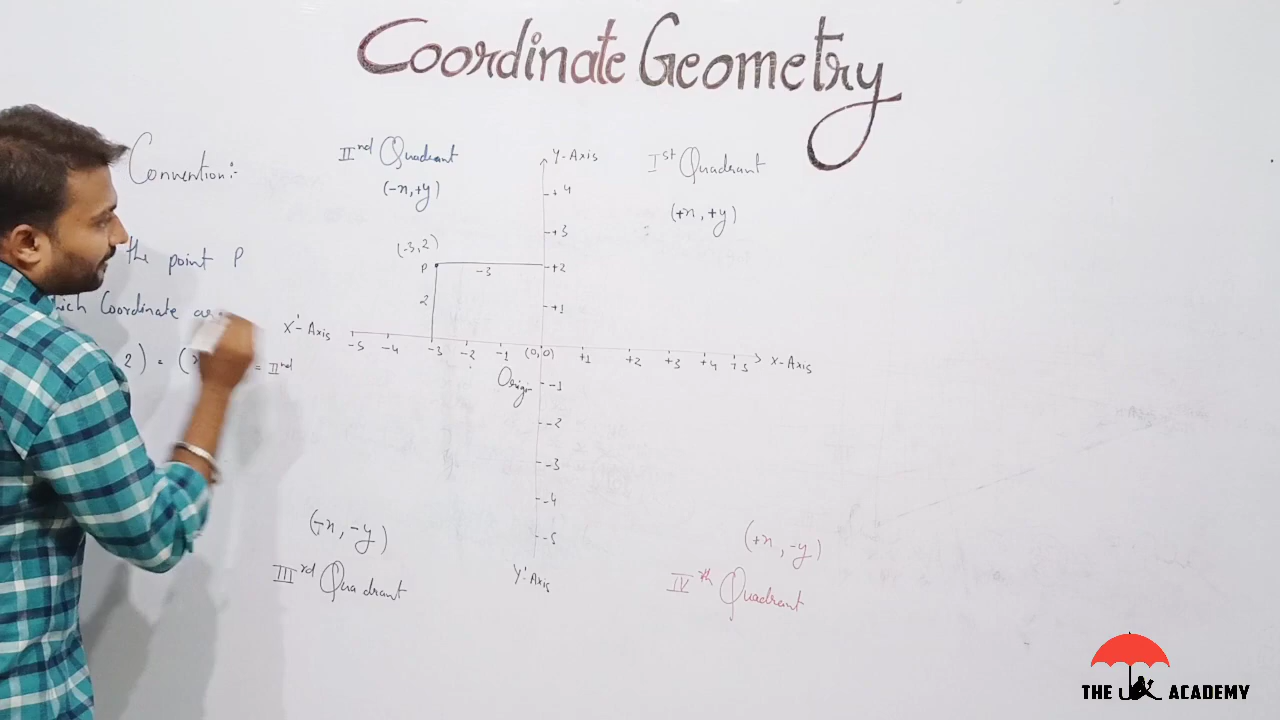 Coordinate Geometry
Convention:-
the point P
Coordinate
2) = (
= IInd
IInd Quadrant
(-x, +y)
Y-Axis
Ist Quadrant
(+x, +y)
+4
+3
+2
+1
(-3, 2)
P
-3
2
X'-Axis
-5 -4 -3 -2 -1 (0,0) +1 +2 +3 +4 +5
X-Axis
Origin
-1
-2
-3
-4
-5
Y'-Axis
(-x, -y)
IIIrd Quadrant
(+x, -y)
IVth Quadrant
THE ACADEMY